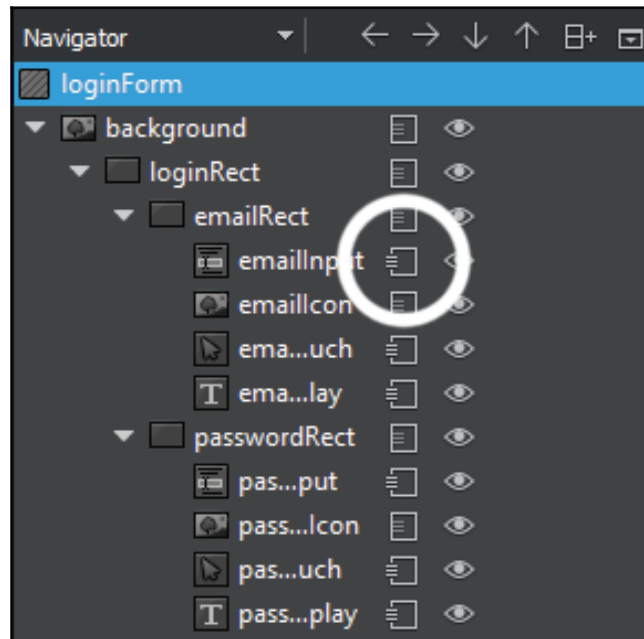 Navigator
loginForm
background
loginRect
emailRect
emailInput
emailIcon
ema...uch
ema...lay
passwordRect
pas...put
pass...Icon
pas...uch
pass...play